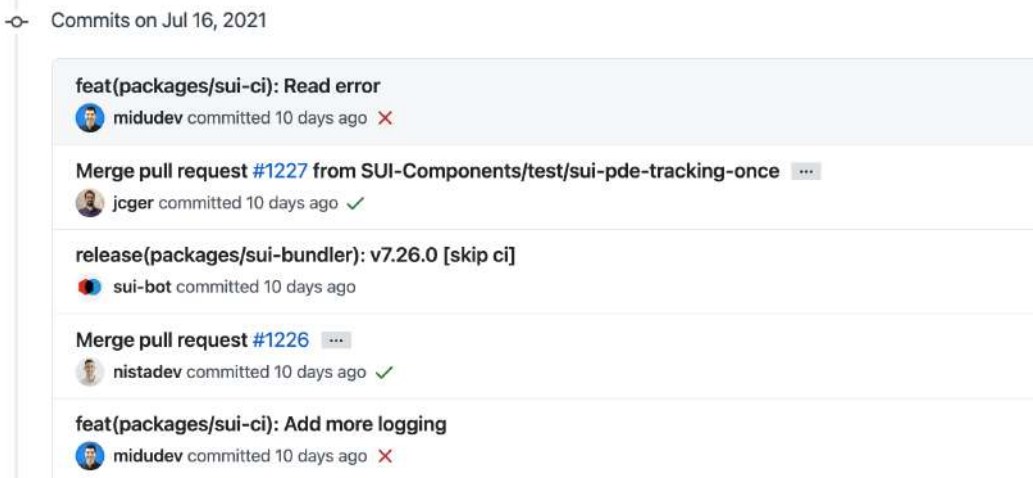 Commits on Jul 16, 2021
feat(packages/sui-ci): Read error
midudev committed 10 days ago
Merge pull request #1227 from SUI-Components/test/sui-pde-tracking-once ...
jcger committed 10 days ago
release(packages/sui-bundler): v7.26.0 [skip ci]
sui-bot committed 10 days ago
Merge pull request #1226 ...
nistadev committed 10 days ago
feat(packages/sui-ci): Add more logging
midudev committed 10 days ago